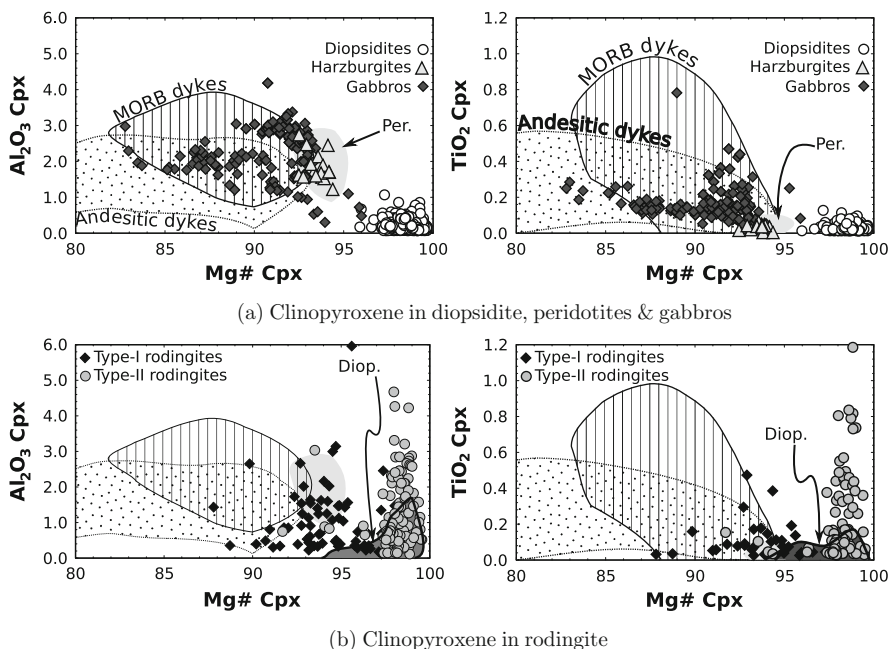 6.0
5.0
4.0
3.0
2.0
1.0
0.0
Al2O3 Cpx
MORB dykes
Andesitic dykes
Diopsidites
Harzburgites
Gabbros
Per.
80 85 90 95 100
Mg# Cpx
1.2
1.0
0.8
0.6
0.4
0.2
0.0
TiO2 Cpx
MORB dykes
Andesitic dykes
Diopsidites
Harzburgites
Gabbros
Per.
80 85 90 95 100
Mg# Cpx
(a) Clinopyroxene in diopsidite, peridotites & gabbros
6.0
5.0
4.0
3.0
2.0
1.0
0.0
Al2O3 Cpx
Type-I rodingites
Type-II rodingites
Diop.
80 85 90 95 100
Mg# Cpx
1.2
1.0
0.8
0.6
0.4
0.2
0.0
TiO2 Cpx
Type-I rodingites
Type-II rodingites
Diop.
80 85 90 95 100
Mg# Cpx
(b) Clinopyroxene in rodingite